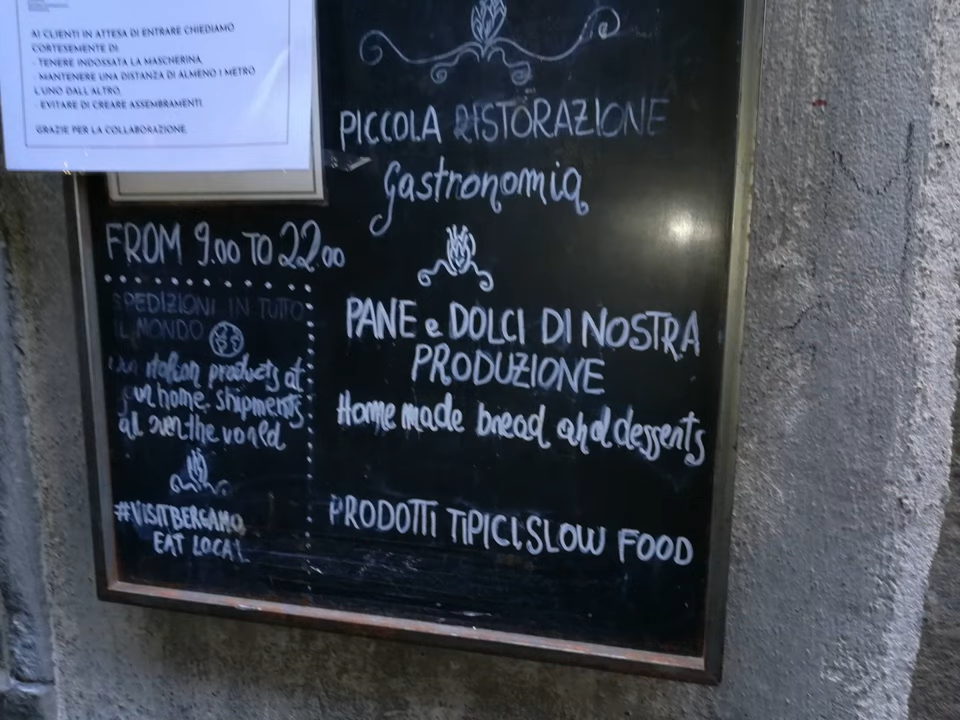 AI CLIENTI IN ATTESA DI ENTRARE CHIEDIAMO
CORTESEMENTE DI
- TENERE INDOSSATA LA MASCHERINA,
- MANTENERE UNA DISTANZA DI ALMENO 1 METRO
L'UNO DALL'ALTRO,
- EVITARE DI CREARE ASSEMBRAMENTI.
GRAZIE PER LA COLLABORAZIONE.
PICCOLA RISTORAZIONE
Gastronomia
FROM 9.00 TO 22.00
SPEDIZIONI IN TUTTO
IL MONDO
italian products at
your home. shipments
all over the world
#VISITBERGAMO
EAT LOCAL
PANE e DOLCI DI NOSTRA
PRODUZIONE
Home made bread and desserts
PRODOTTI TIPICI.SLOW FOOD